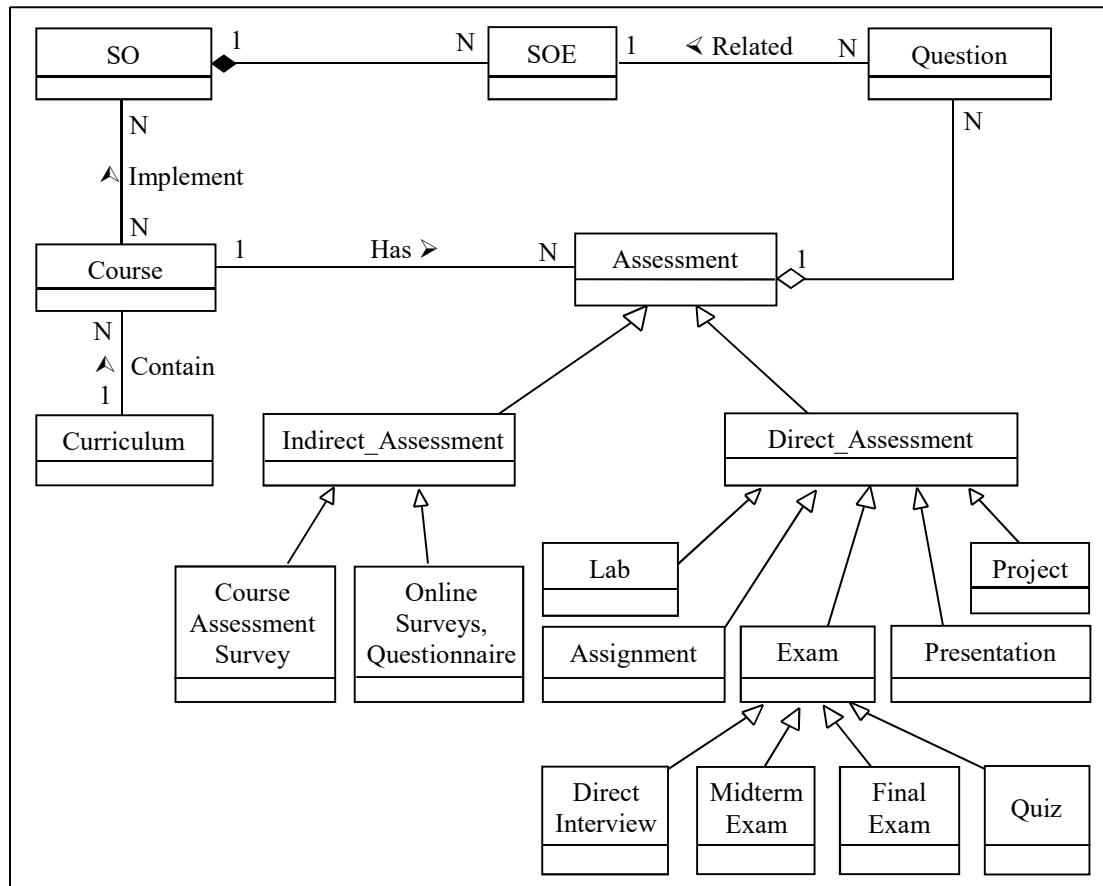 SO
1
N
SOE
1
⮜ Related
N
Question
N
⮝ Implement
N
N
Course
1
Has ⮞
N
Assessment
1
N
⮝ Contain
1
Curriculum
Indirect_Assessment
Direct_Assessment
Course
Assessment
Survey
Online
Surveys,
Questionnaire
Lab
Project
Assignment
Exam
Presentation
Direct
Interview
Midterm
Exam
Final
Exam
Quiz